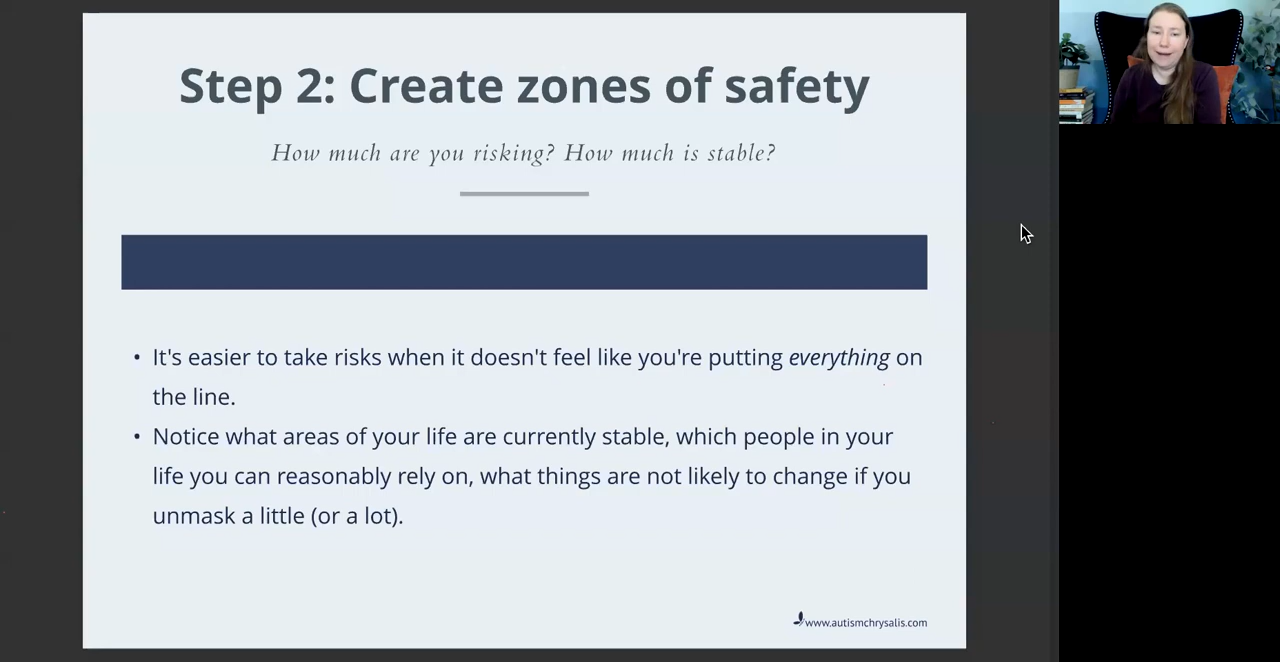 Step 2: Create zones of safety
How much are you risking? How much is stable?
• It's easier to take risks when it doesn't feel like you're putting everything on
the line.
• Notice what areas of your life are currently stable, which people in your
life you can reasonably rely on, what things are not likely to change if you
unmask a little (or a lot).
www.autismchrysalis.com